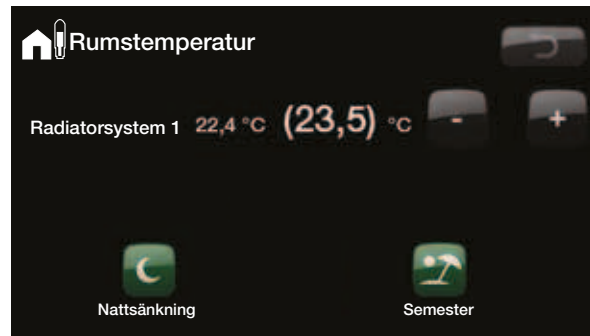 Rumstemperatur
Radiatorsystem 1 22,4 °C (23,5) °C - +
Nattsänkning
Semester